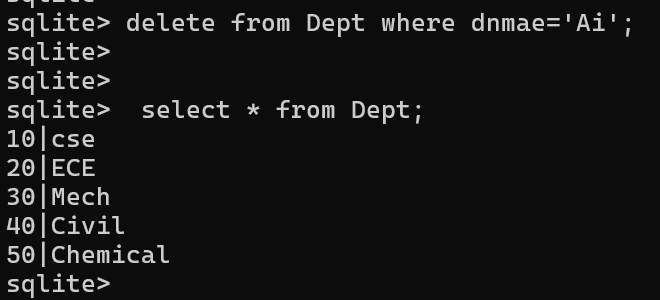 sqlite> delete from Dept where dnmae='Ai';
sqlite>
sqlite>
sqlite>  select * from Dept;
10|cse
20|ECE
30|Mech
40|Civil
50|Chemical
sqlite>